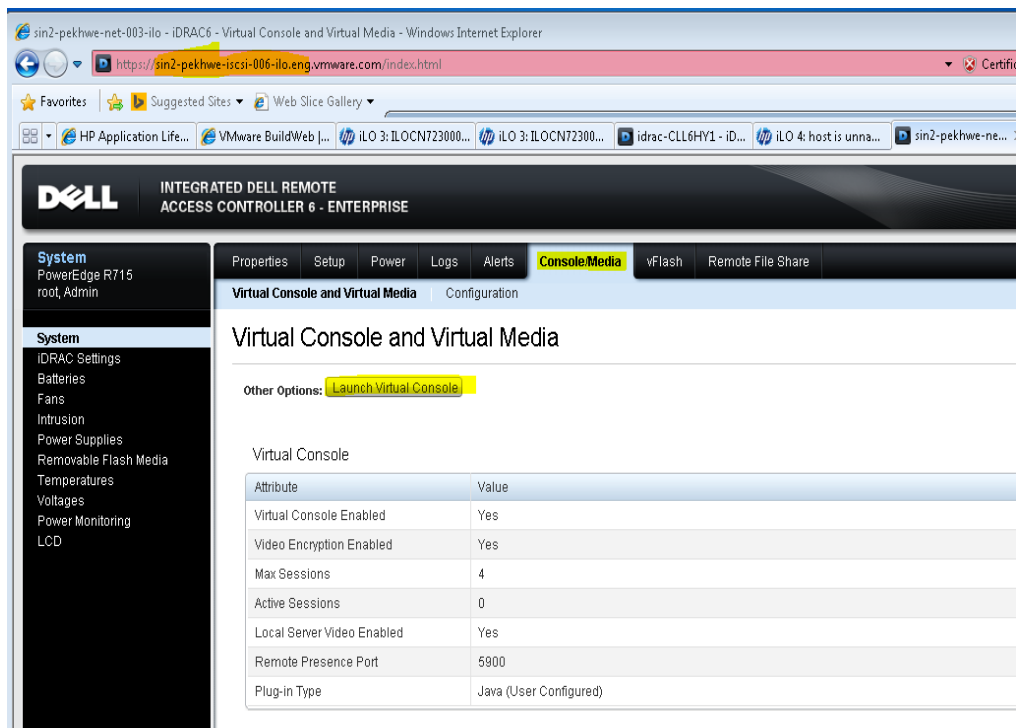 sin2-pekhwe-net-003-ilo - iDRAC6 - Virtual Console and Virtual Media - Windows Internet Explorer
https://sin2-pekhwe-iscsi-006-ilo.eng.vmware.com/index.html Certific
Favorites Suggested Sites Web Slice Gallery
HP Application Life... VMware BuildWeb |... iLO 3: ILOCN723000... iLO 3: ILOCN72300... idrac-CLL6HY1 - iD... iLO 4: host is unna... sin2-pekhwe-ne...
DELL
INTEGRATED DELL REMOTE
ACCESS CONTROLLER 6 - ENTERPRISE
System
PowerEdge R715
root, Admin
Properties Setup Power Logs Alerts Console/Media vFlash Remote File Share
Virtual Console and Virtual Media Configuration
System
iDRAC Settings
Batteries
Fans
Intrusion
Power Supplies
Removable Flash Media
Temperatures
Voltages
Power Monitoring
LCD
Virtual Console and Virtual Media
Other Options: Launch Virtual Console
Virtual Console
Attribute Value
Virtual Console Enabled Yes
Video Encryption Enabled Yes
Max Sessions 4
Active Sessions 0
Local Server Video Enabled Yes
Remote Presence Port 5900
Plug-in Type Java (User Configured)